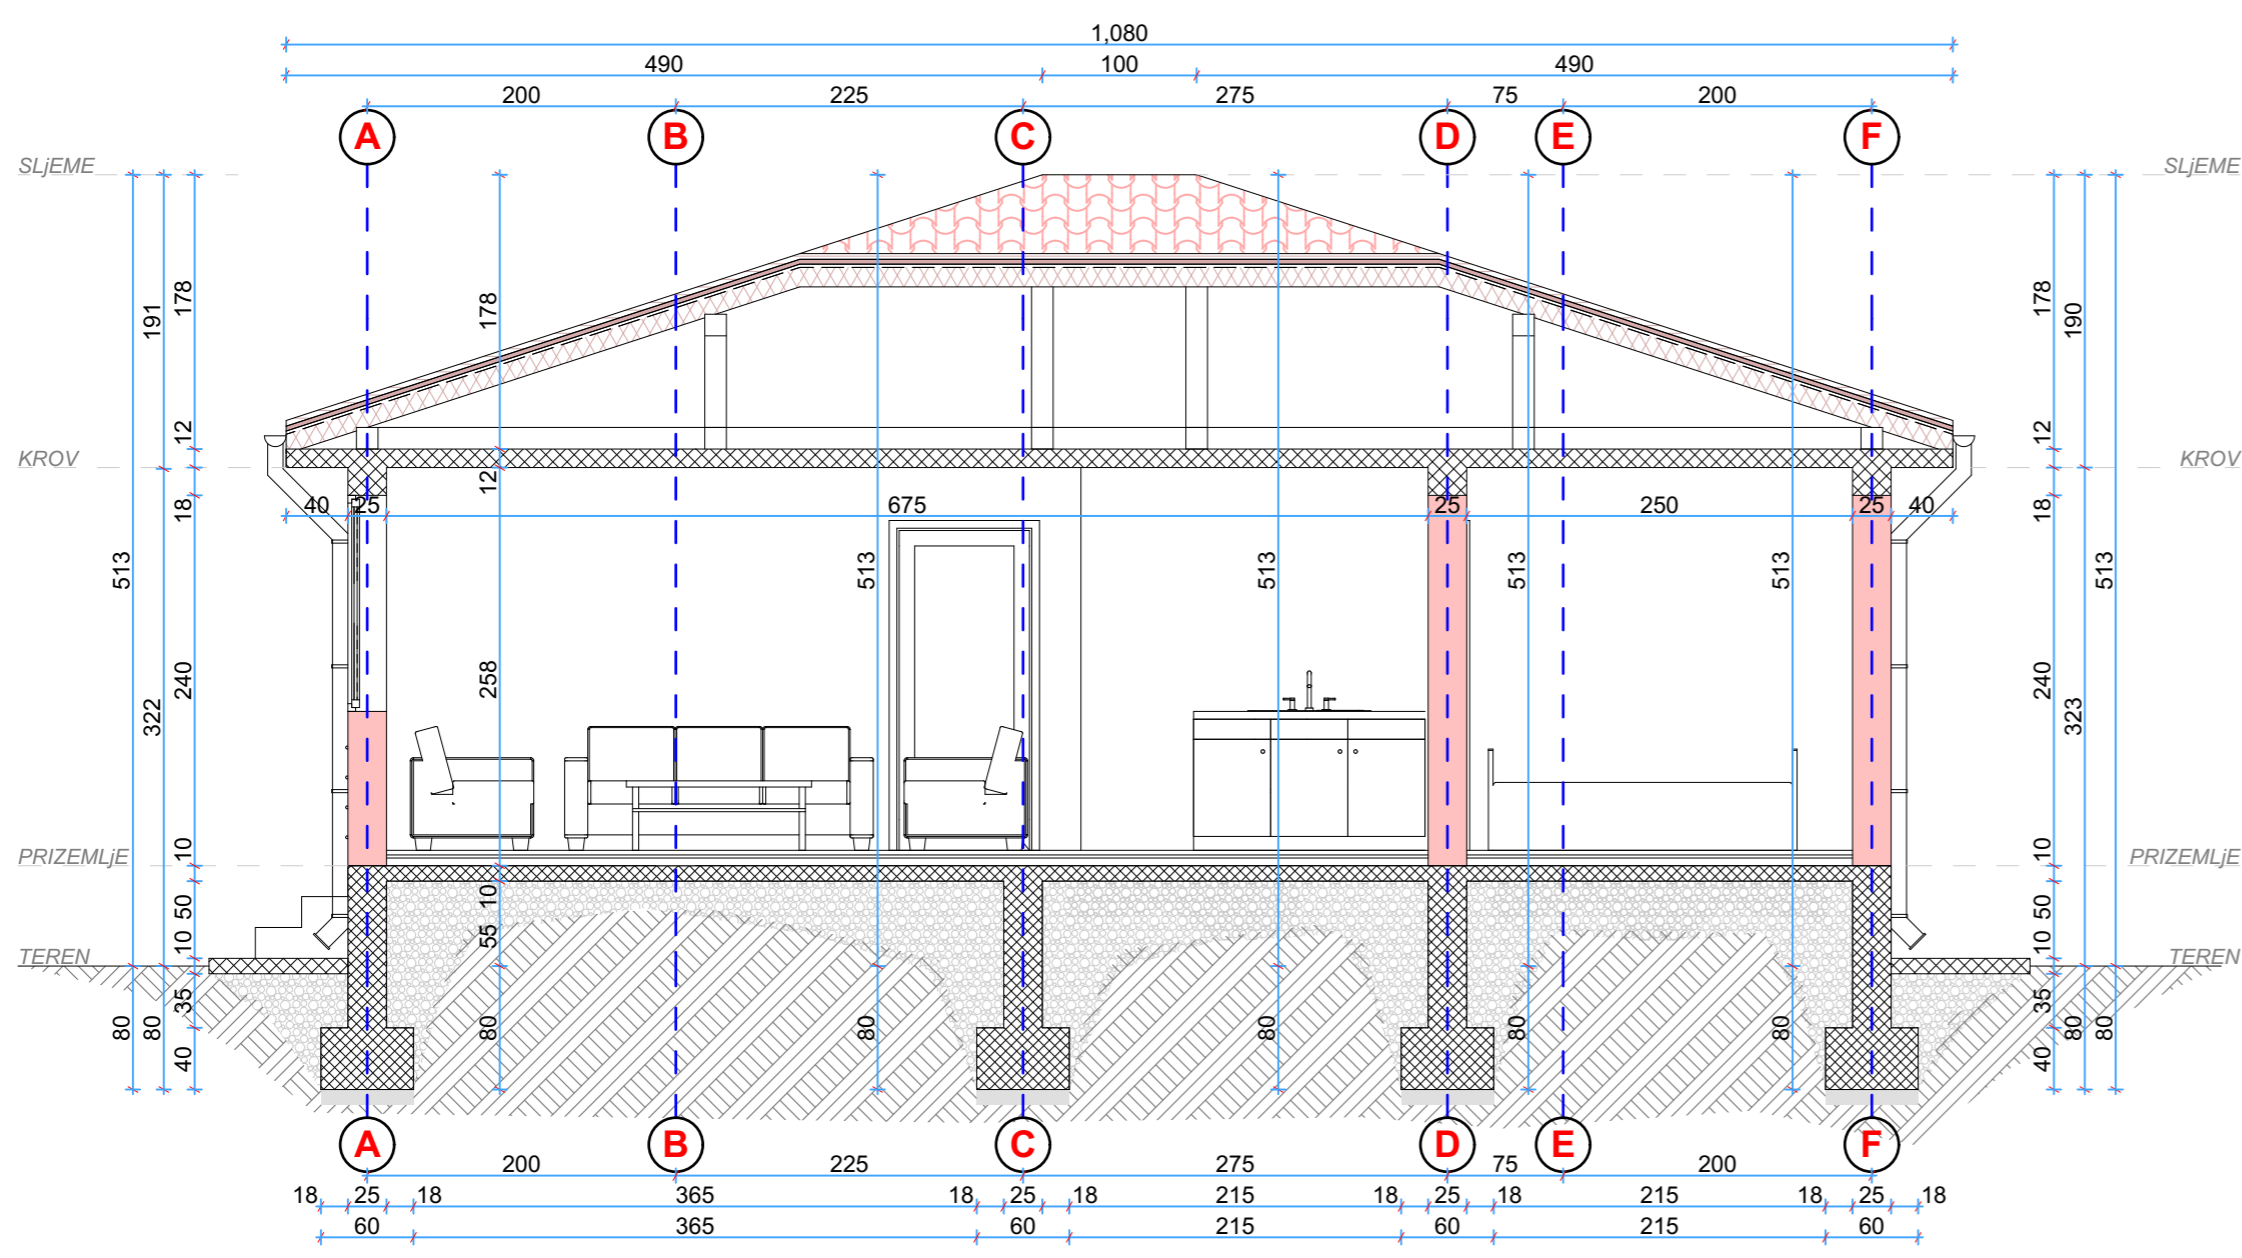 1,080
490 100 490
200 225 275 75 200
A B C D E F
SLjEME SLjEME
178 178 178
191 190
12 12
KROV KROV
12
18 18
40 25 675 25 250 25 40
513 513 513 513 513 513
240 258 240
322 323
10 10
PRIZEMLjE PRIZEMLjE
10
50 50
55
10 10
TEREN TEREN
35 35
80 80 80 80 80 80 80 80 80
40 40
A B C D E F
200 225 275 75 200
18 25 18 365 18 25 18 215 18 25 18 215 18 25 18
60 365 60 215 60 215 60